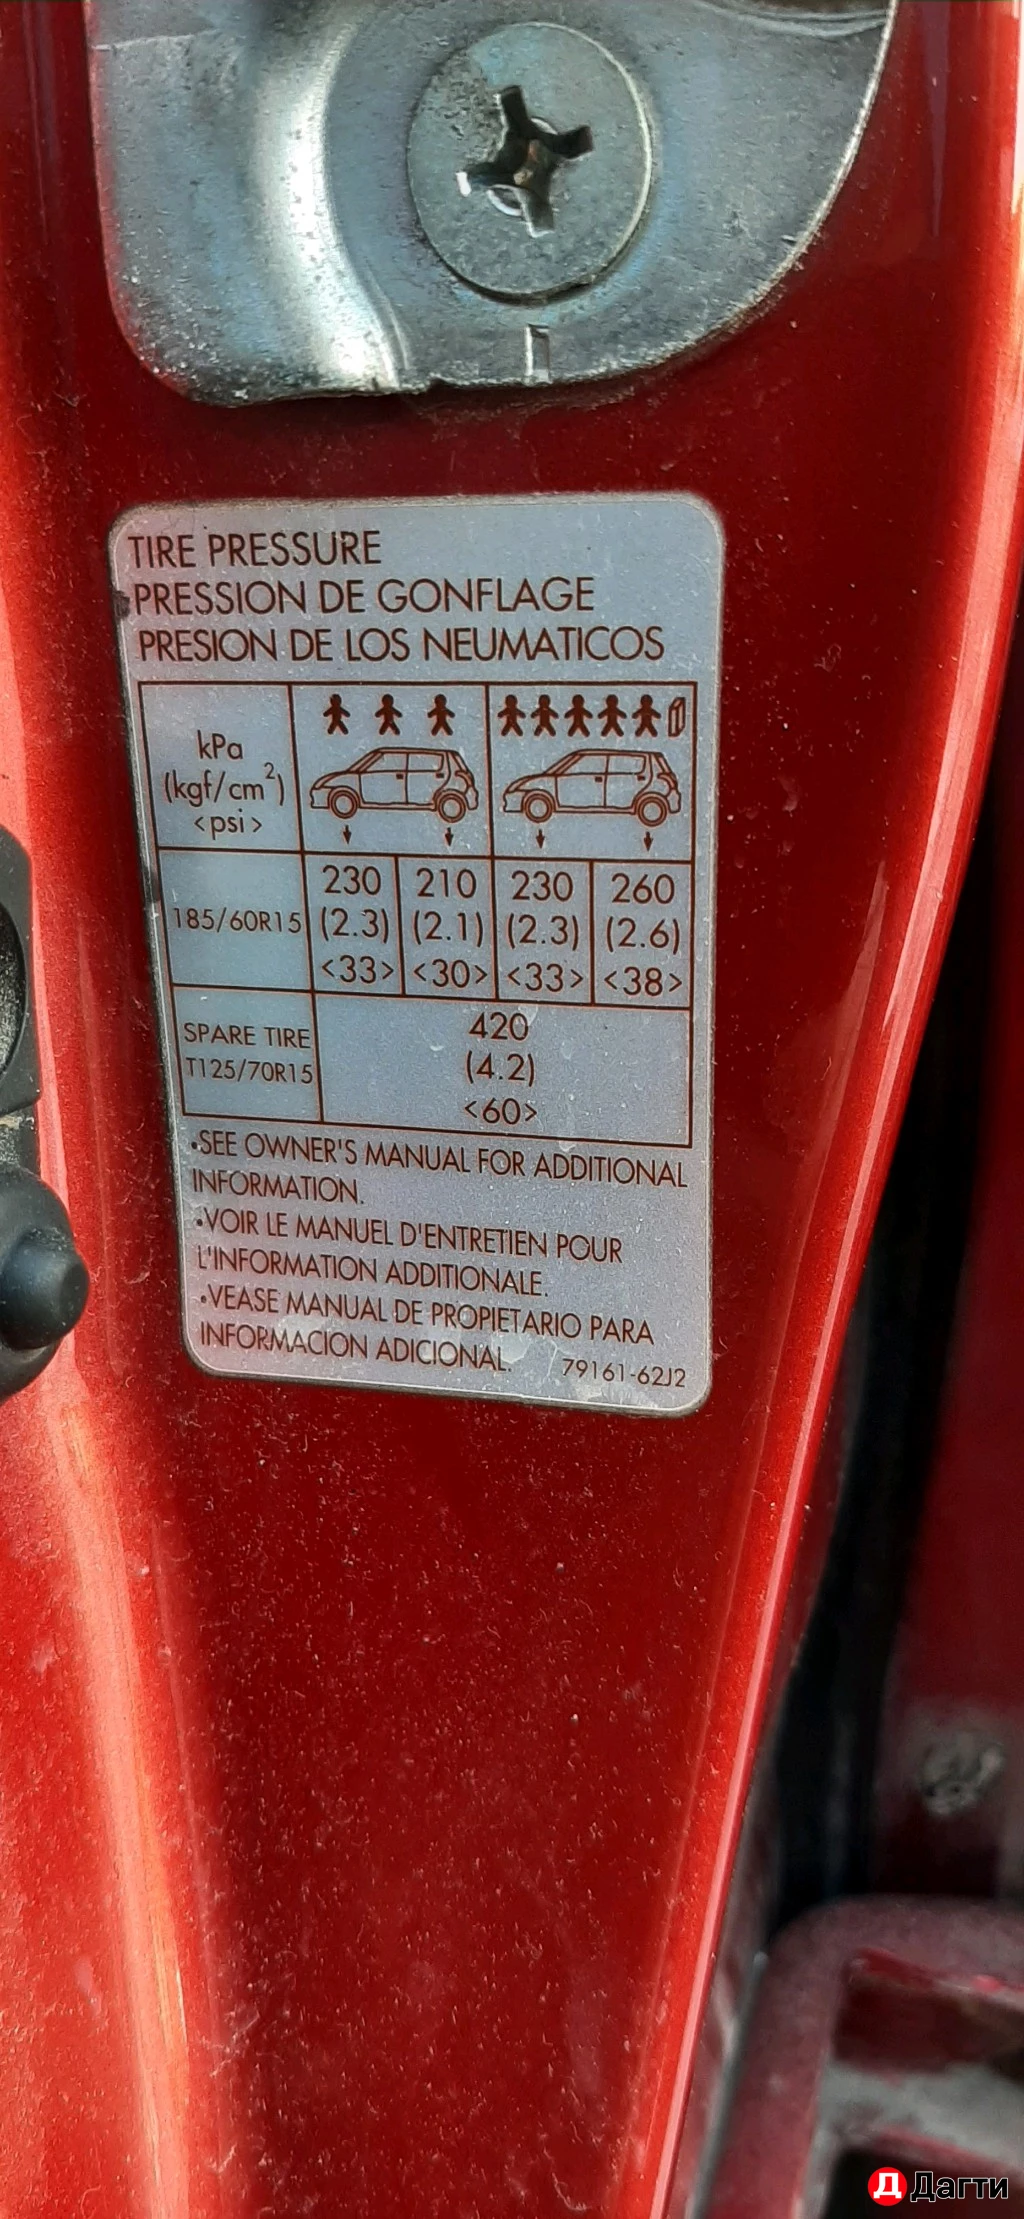 TIRE PRESSURE
PRESSION DE GONFLAGE
PRESION DE LOS NEUMATICOS
kPa
(kgf/cm²)
<psi>
185/60R15 230 210 230 260
(2.3) (2.1) (2.3) (2.6)
<33> <30> <33> <38>
SPARE TIRE
T125/70R15
420
(4.2)
<60>
•SEE OWNER'S MANUAL FOR ADDITIONAL
INFORMATION.
•VOIR LE MANUEL D'ENTRETIEN POUR
L'INFORMATION ADDITIONALE.
•VEASE MANUAL DE PROPIETARIO PARA
INFORMACION ADICIONAL. 79161-62J2
Д Дагти